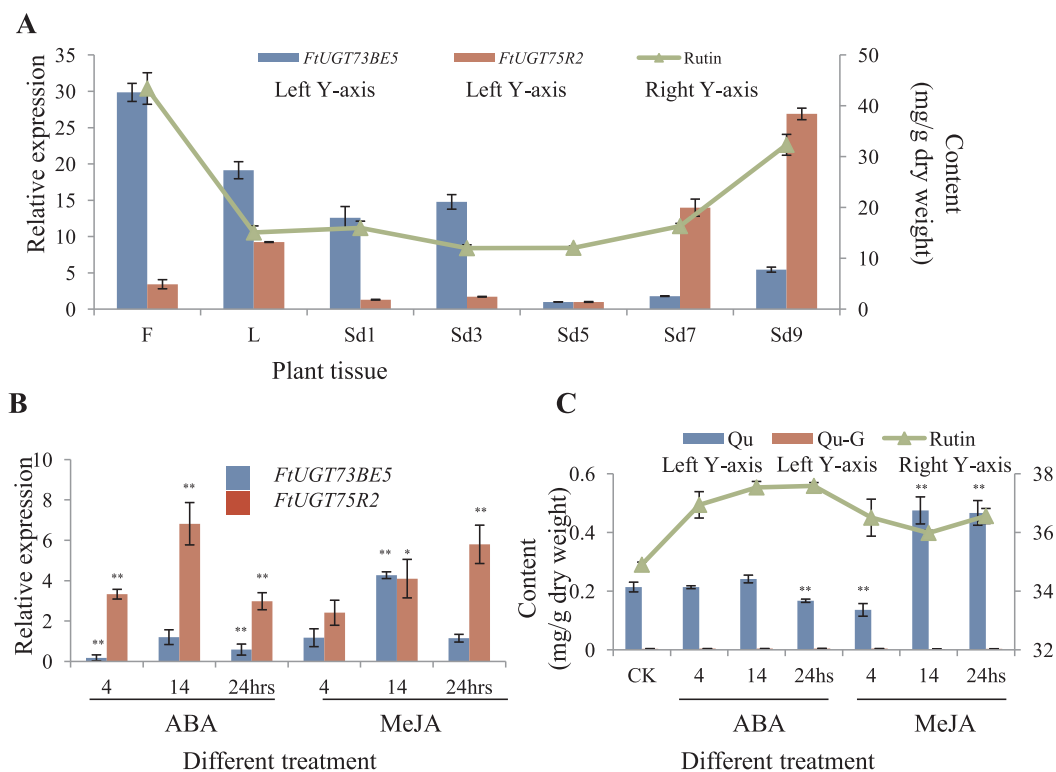 A
FtUGT73BE5 FtUGT75R2 Rutin
Left Y-axis Left Y-axis Right Y-axis
Relative expression
35
30
25
20
15
10
5
0
50
40
30
20
10
0
Content
(mg/g dry weight)
F L Sd1 Sd3 Sd5 Sd7 Sd9
Plant tissue
B
FtUGT73BE5
FtUGT75R2
Relative expression
10
8
6
4
2
0
** ** ** ** ** ** * **
4 14 24hrs 4 14 24hrs
ABA MeJA
Different treatment
C
Qu Qu-G Rutin
Left Y-axis Left Y-axis Right Y-axis
Content
(mg/g dry weight)
0.6
0.4
0.2
0
38
36
34
32
** ** ** **
CK 4 14 24hs 4 14 24hs
ABA MeJA
Different treatment